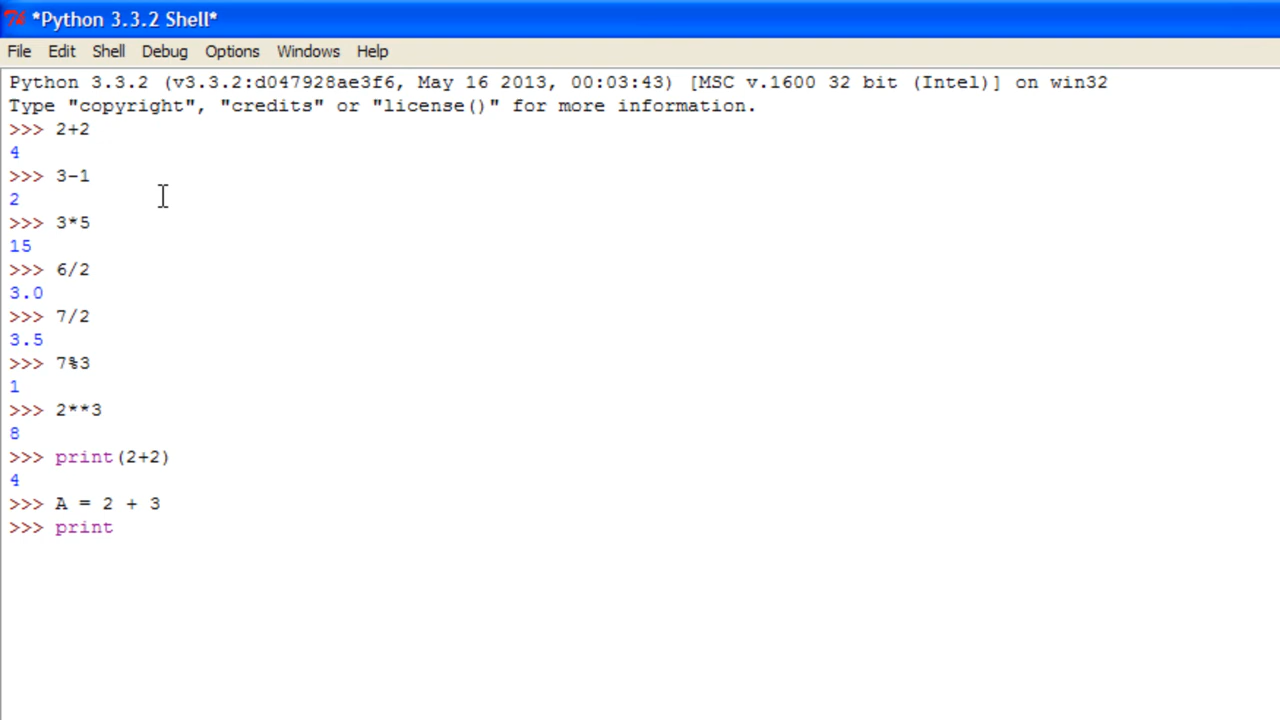 *Python 3.3.2 Shell*
File Edit Shell Debug Options Windows Help
Python 3.3.2 (v3.3.2:d047928ae3f6, May 16 2013, 00:03:43) [MSC v.1600 32 bit (Intel)] on win32
Type "copyright", "credits" or "license()" for more information.
>>> 2+2
4
>>> 3-1
2
>>> 3*5
15
>>> 6/2
3.0
>>> 7/2
3.5
>>> 7%3
1
>>> 2**3
8
>>> print(2+2)
4
>>> A = 2 + 3
>>> print